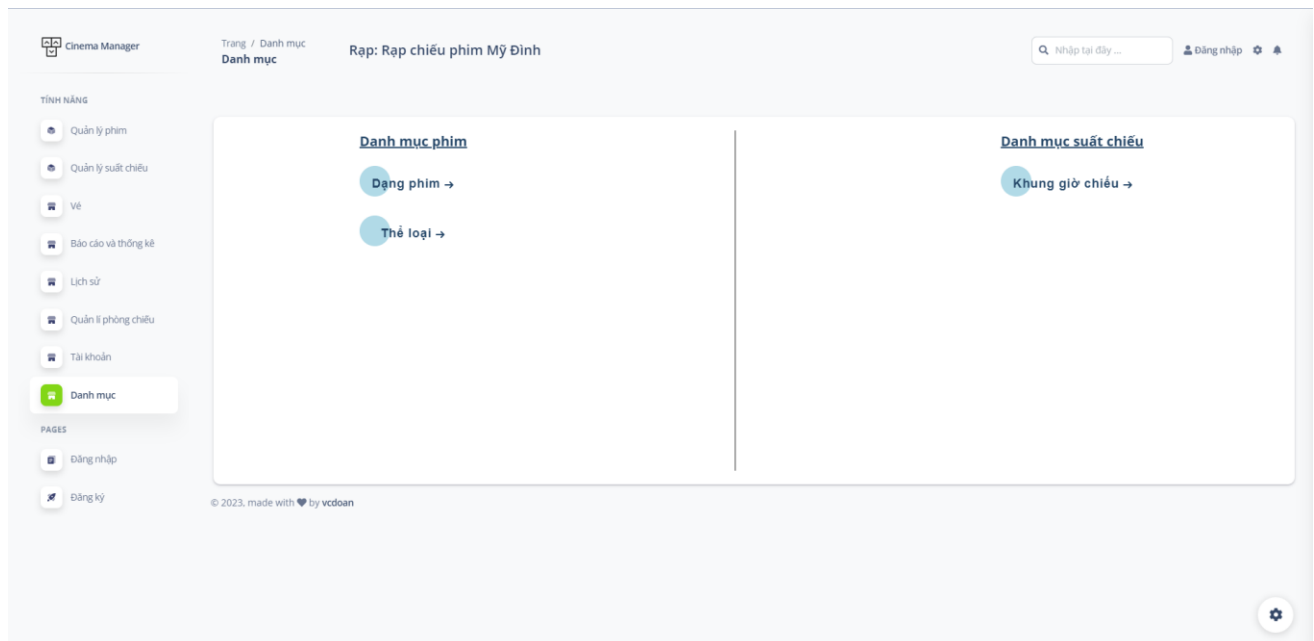 Cinema Manager
Trang / Danh mục
Danh mục
Rạp: Rạp chiếu phim Mỹ Đình
Nhập tại đây ...
Đăng nhập
TÍNH NĂNG
Quản lý phim
Quản lý suất chiếu
Vé
Báo cáo và thống kê
Lịch sử
Quản lí phòng chiếu
Tài khoản
Danh mục
PAGES
Đăng nhập
Đăng ký
Danh mục phim
Dạng phim →
Thể loại →
Danh mục suất chiếu
Khung giờ chiếu →
© 2023, made with ♥ by vcdoan